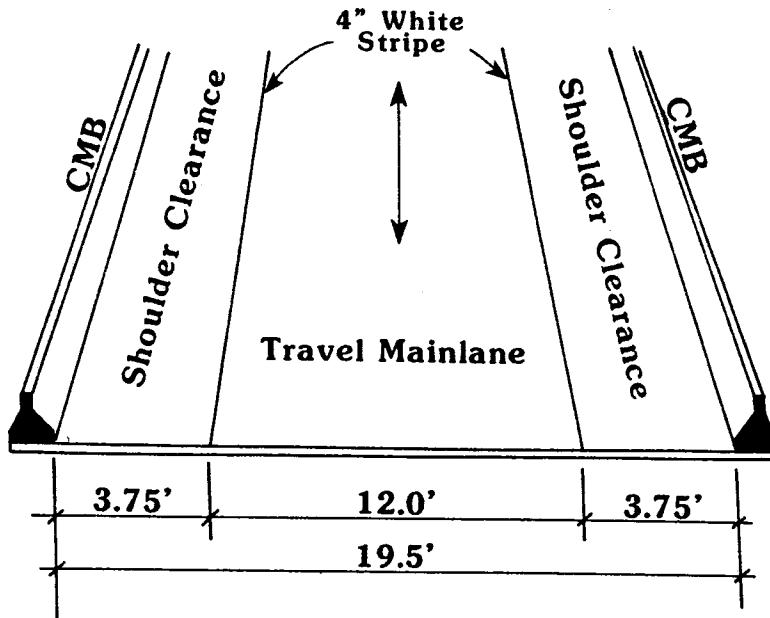 4” White
Stripe
CMB
Shoulder Clearance
Shoulder Clearance
CMB
Travel Mainlane
3.75’
12.0’
3.75’
19.5’